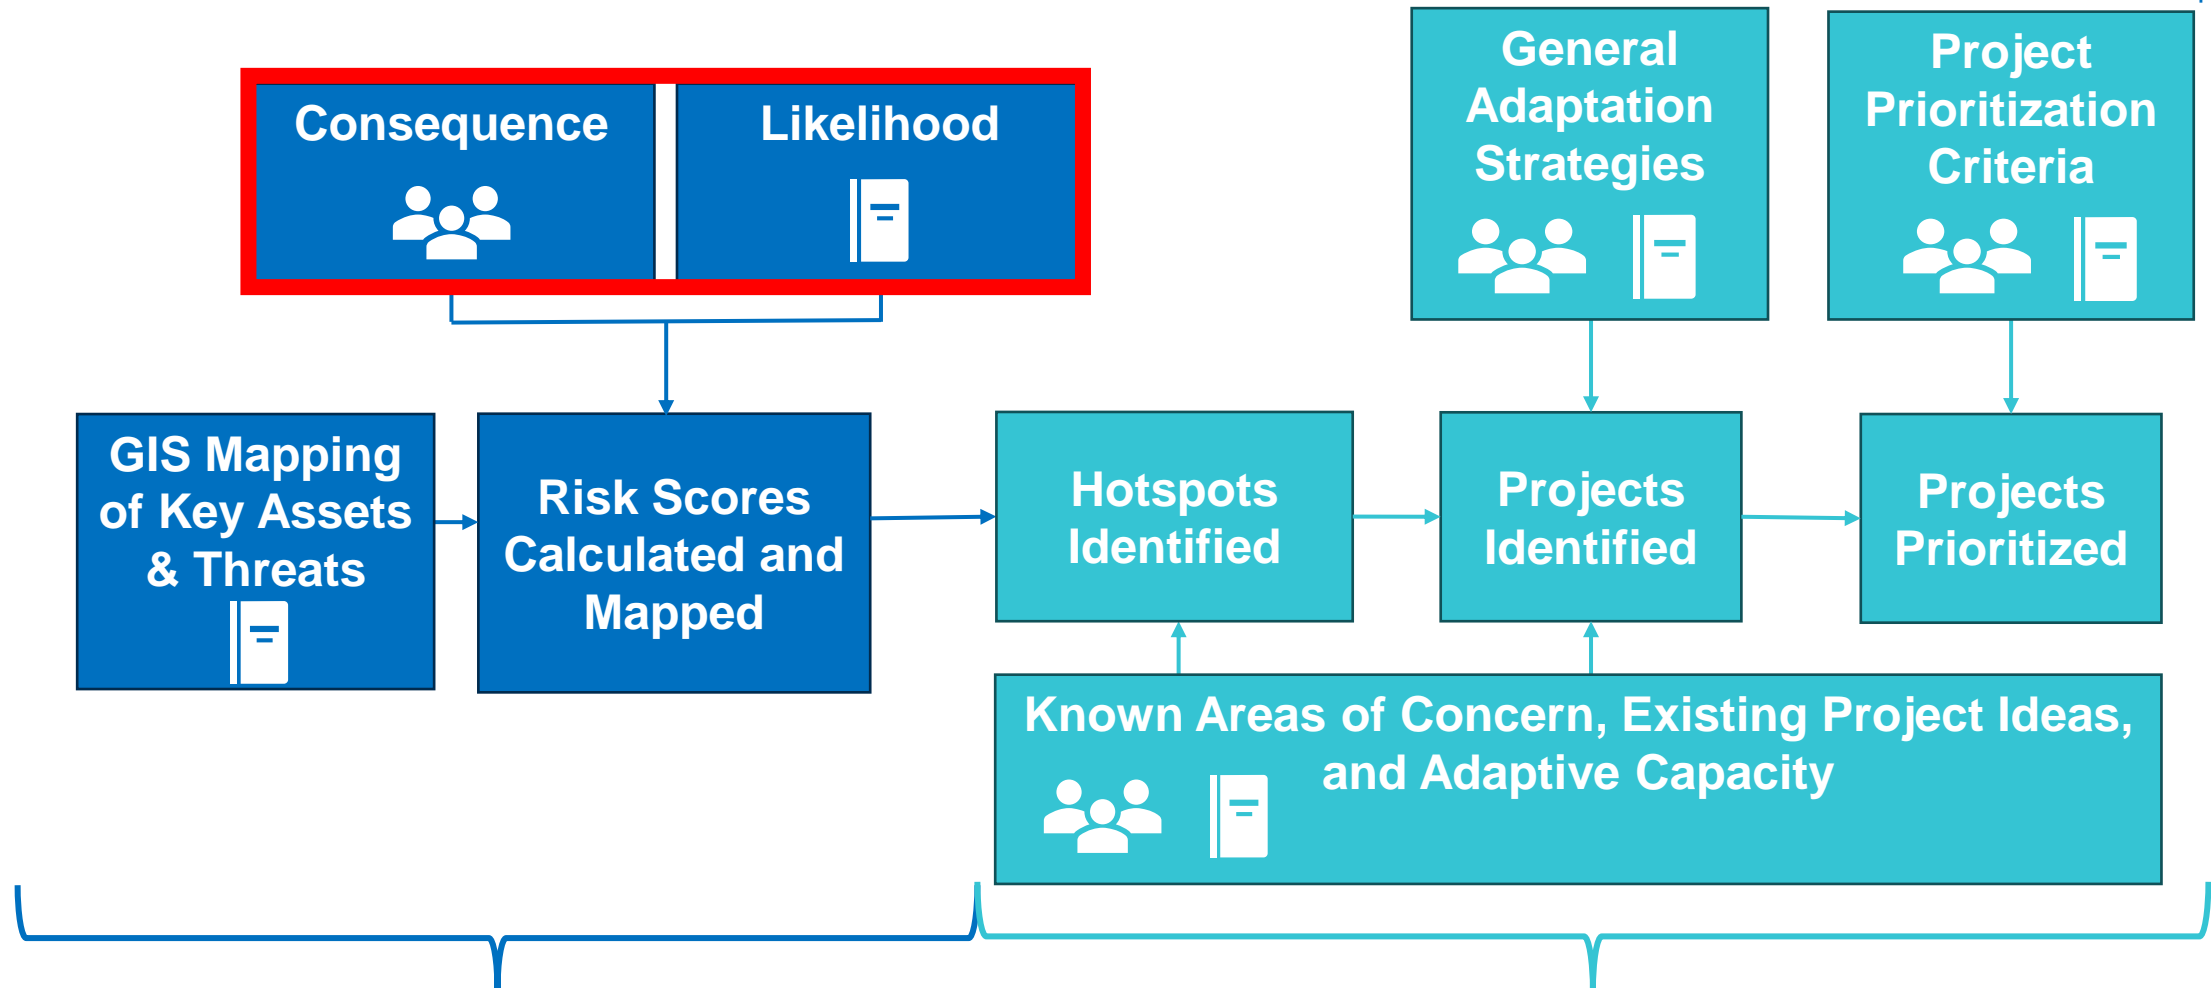 Consequence
Likelihood
General
Adaptation
Strategies
Project
Prioritization
Criteria
GIS Mapping
of Key Assets
& Threats
Risk Scores
Calculated and
Mapped
Hotspots
Identified
Projects
Identified
Projects
Prioritized
Known Areas of Concern, Existing Project Ideas,
and Adaptive Capacity